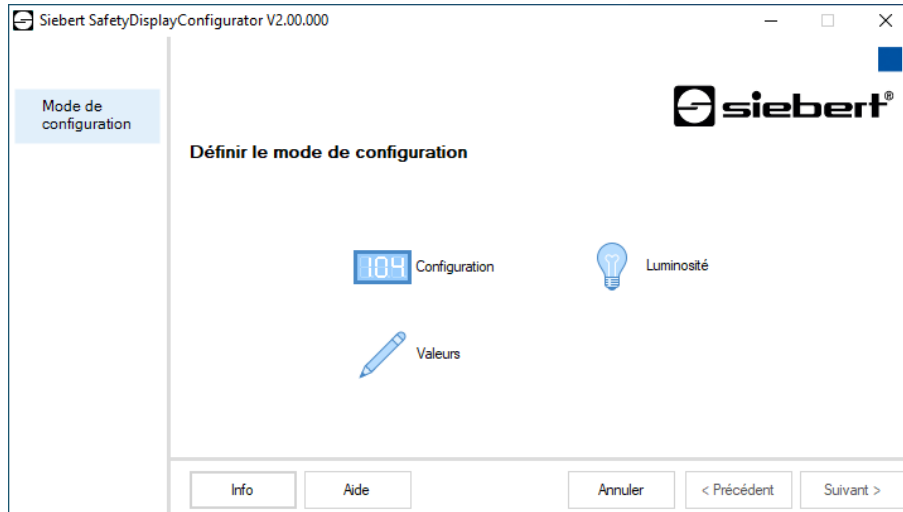 Siebert SafetyDisplayConfigurator V2.00.000
Mode de
configuration
siebert®
Définir le mode de configuration
104 Configuration
Luminosité
Valeurs
Info
Aide
Annuler
< Précédent
Suivant >